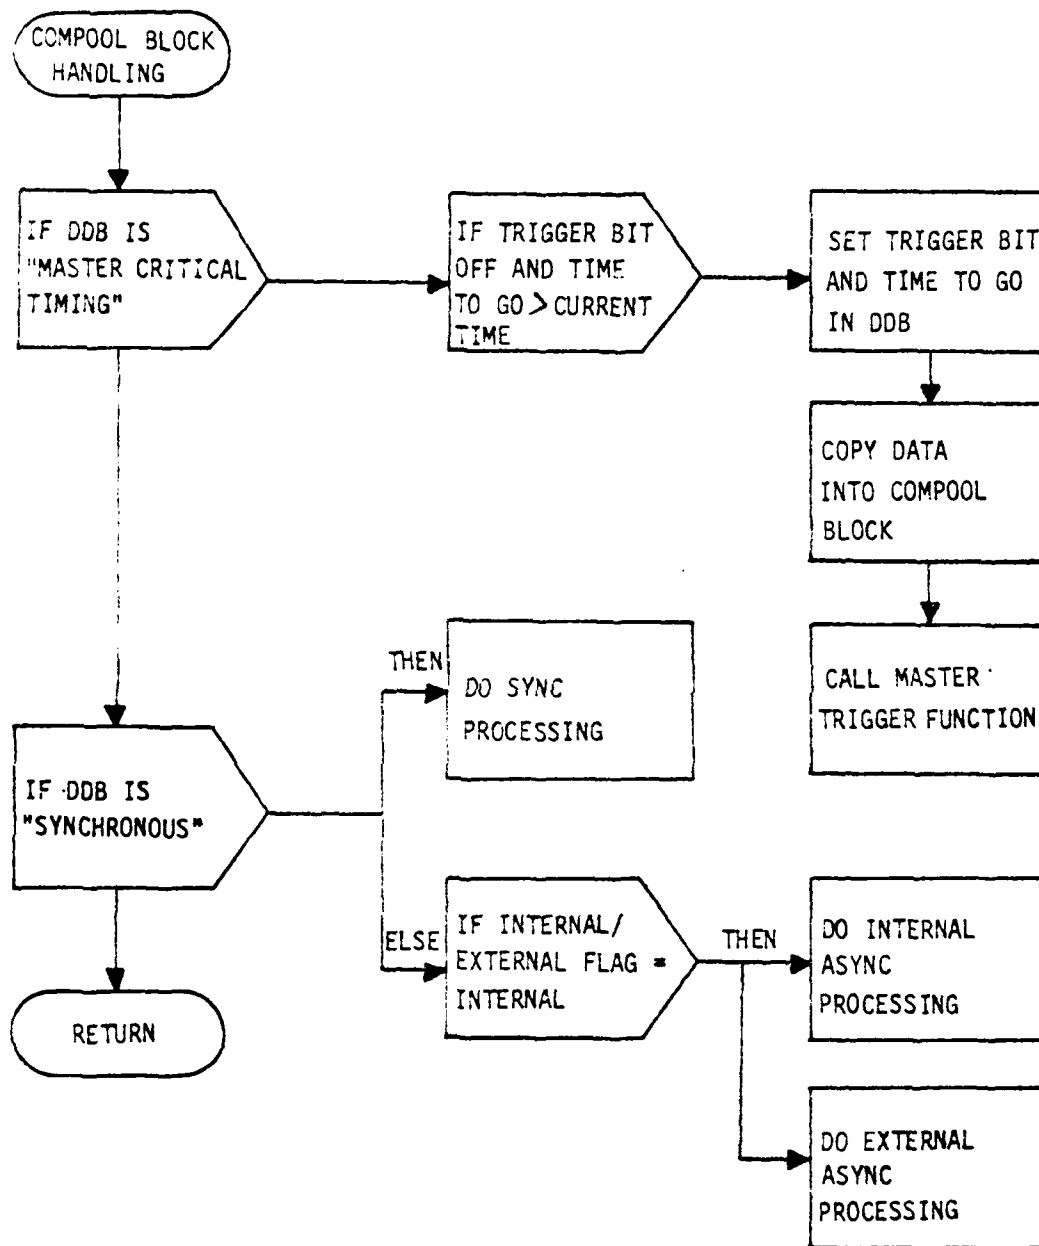 COMPOOL BLOCK
HANDLING
IF DDB IS
"MASTER CRITICAL
TIMING"
IF TRIGGER BIT
OFF AND TIME
TO GO > CURRENT
TIME
SET TRIGGER BIT
AND TIME TO GO
IN DDB
COPY DATA
INTO COMPOOL
BLOCK
CALL MASTER
TRIGGER FUNCTION
THEN
DO SYNC
PROCESSING
IF DDB IS
"SYNCHRONOUS"
ELSE
IF INTERNAL/
EXTERNAL FLAG =
INTERNAL
THEN
DO INTERNAL
ASYNC
PROCESSING
RETURN
DO EXTERNAL
ASYNC
PROCESSING